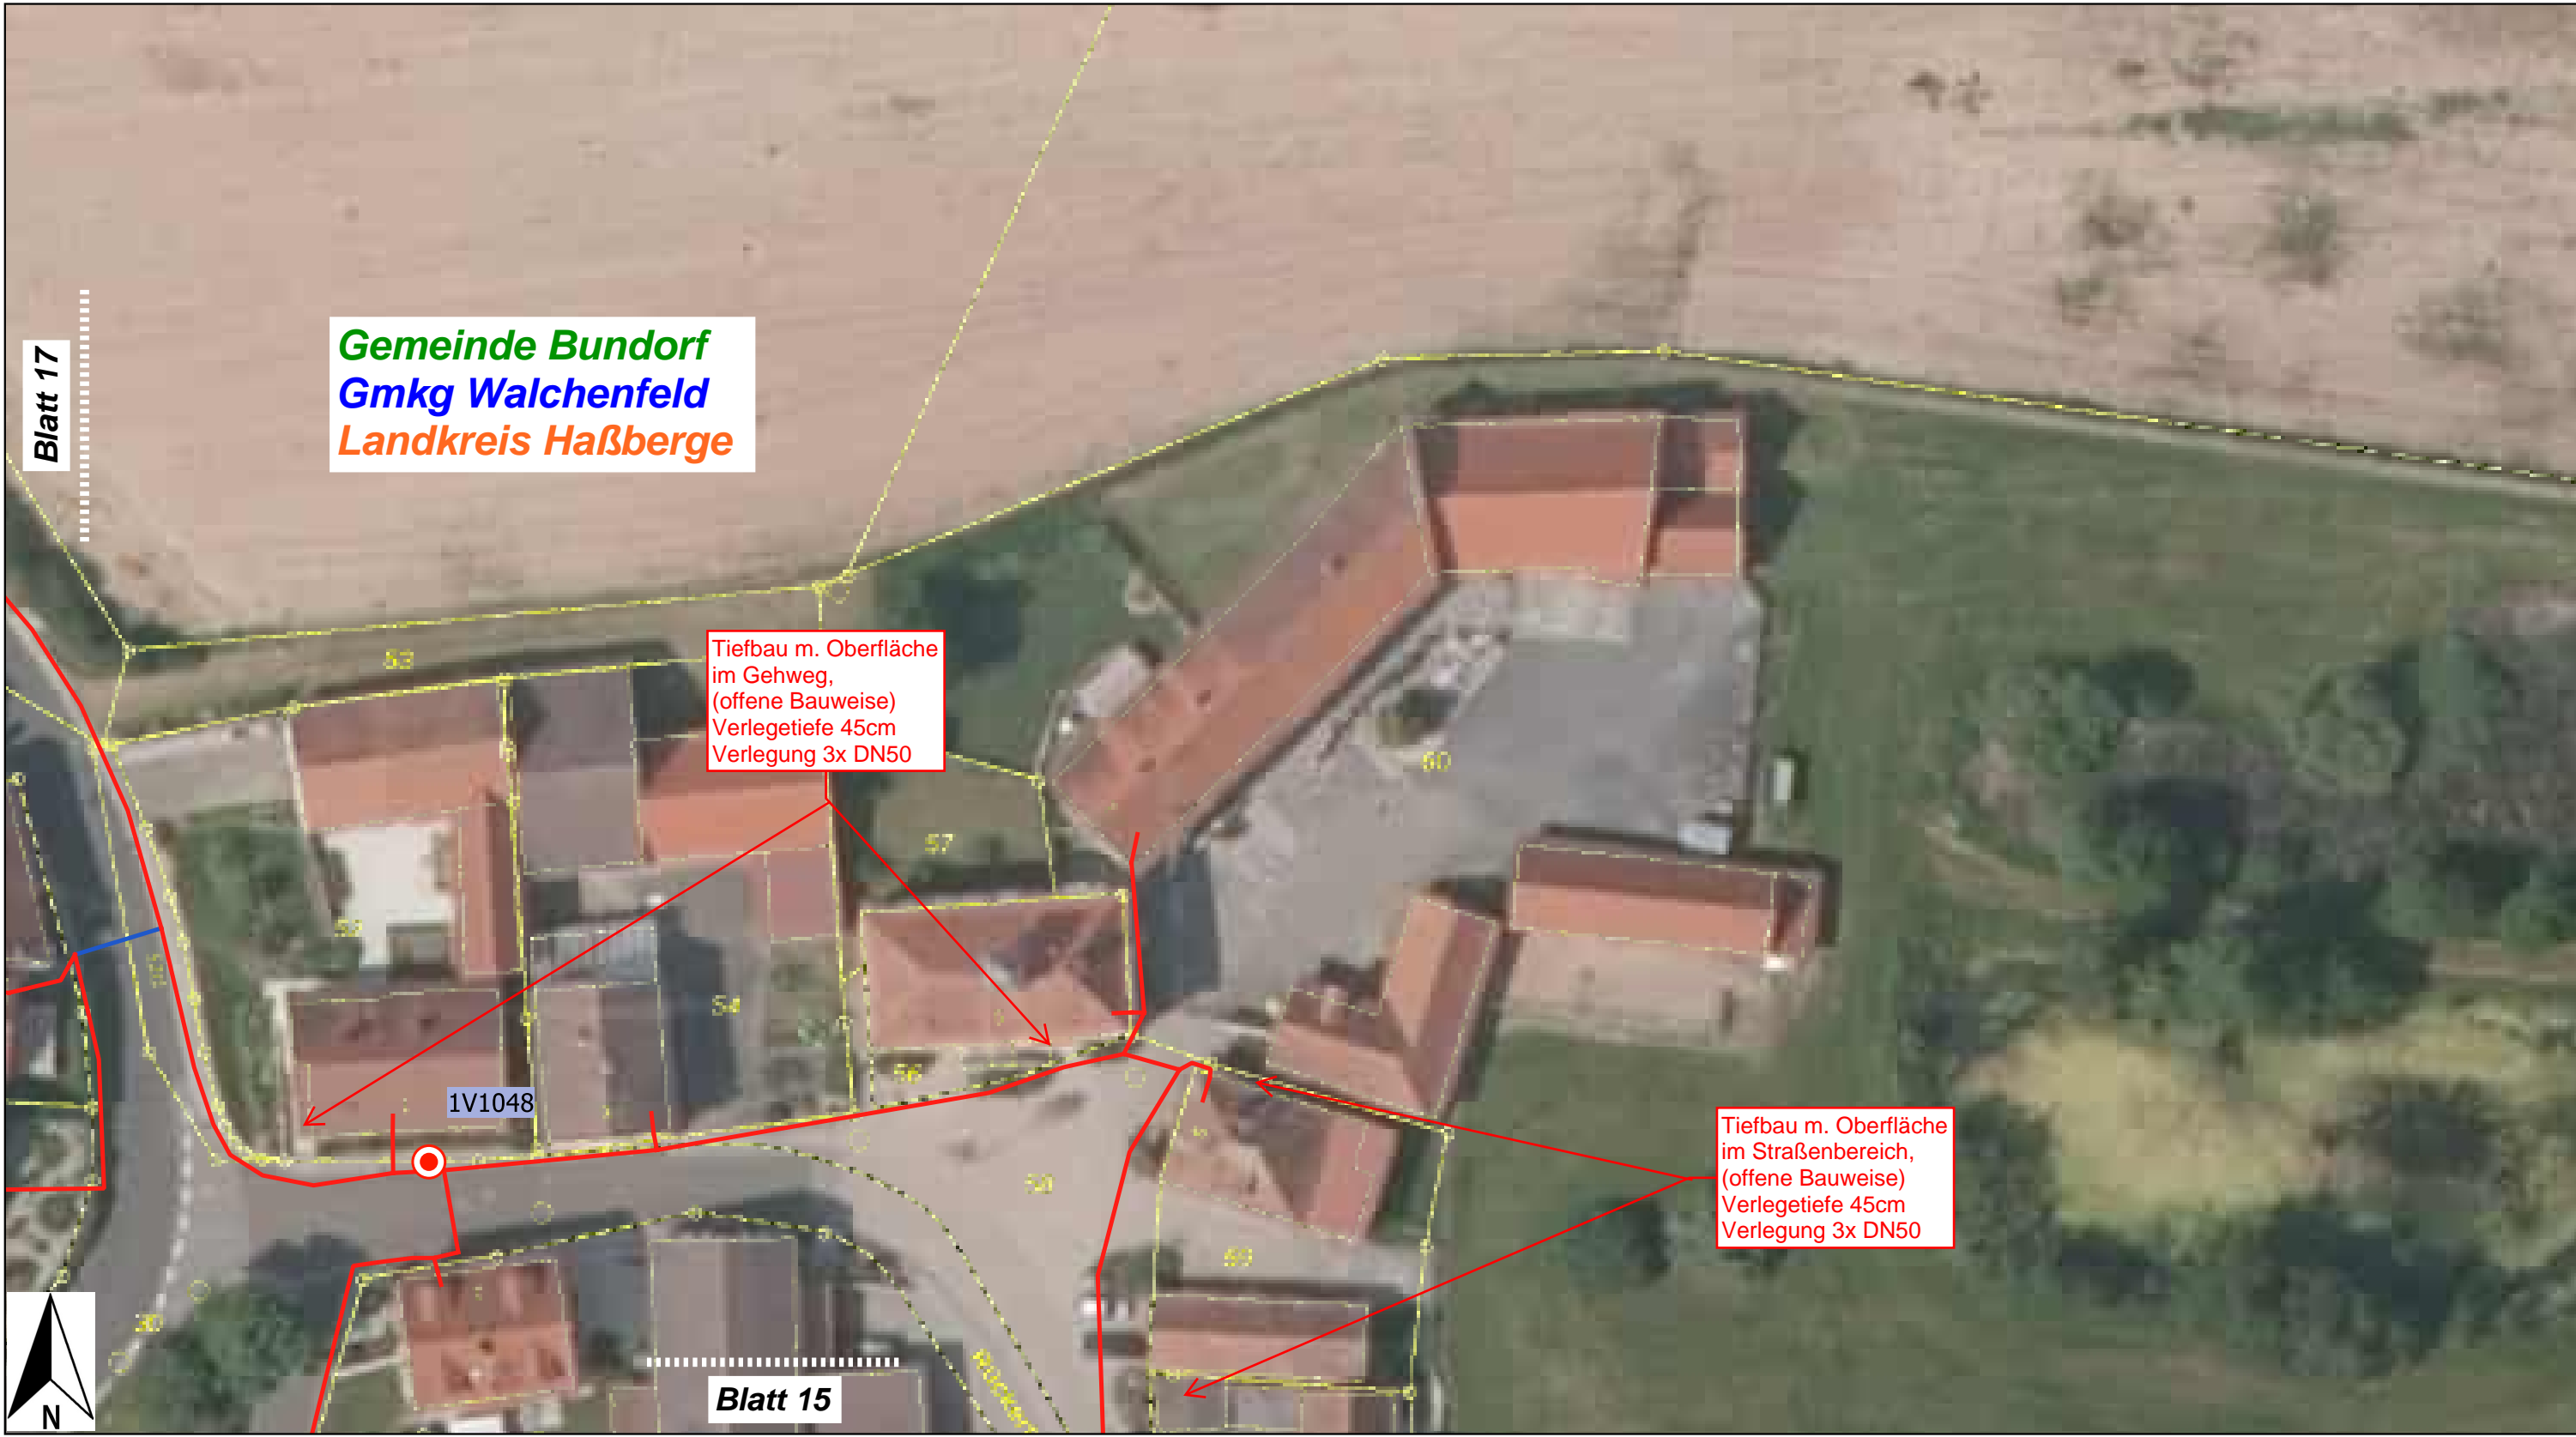 Gemeinde Bundorf
Gmkg Walchenfeld
Landkreis Haßberge
Blatt 17
53
Tiefbau m. Oberfläche
im Gehweg,
(offene Bauweise)
Verlegetiefe 45cm
Verlegung 3x DN50
60
57
54
56
1V1048
58
Tiefbau m. Oberfläche
im Straßenbereich,
(offene Bauweise)
Verlegetiefe 45cm
Verlegung 3x DN50
Blatt 15
N